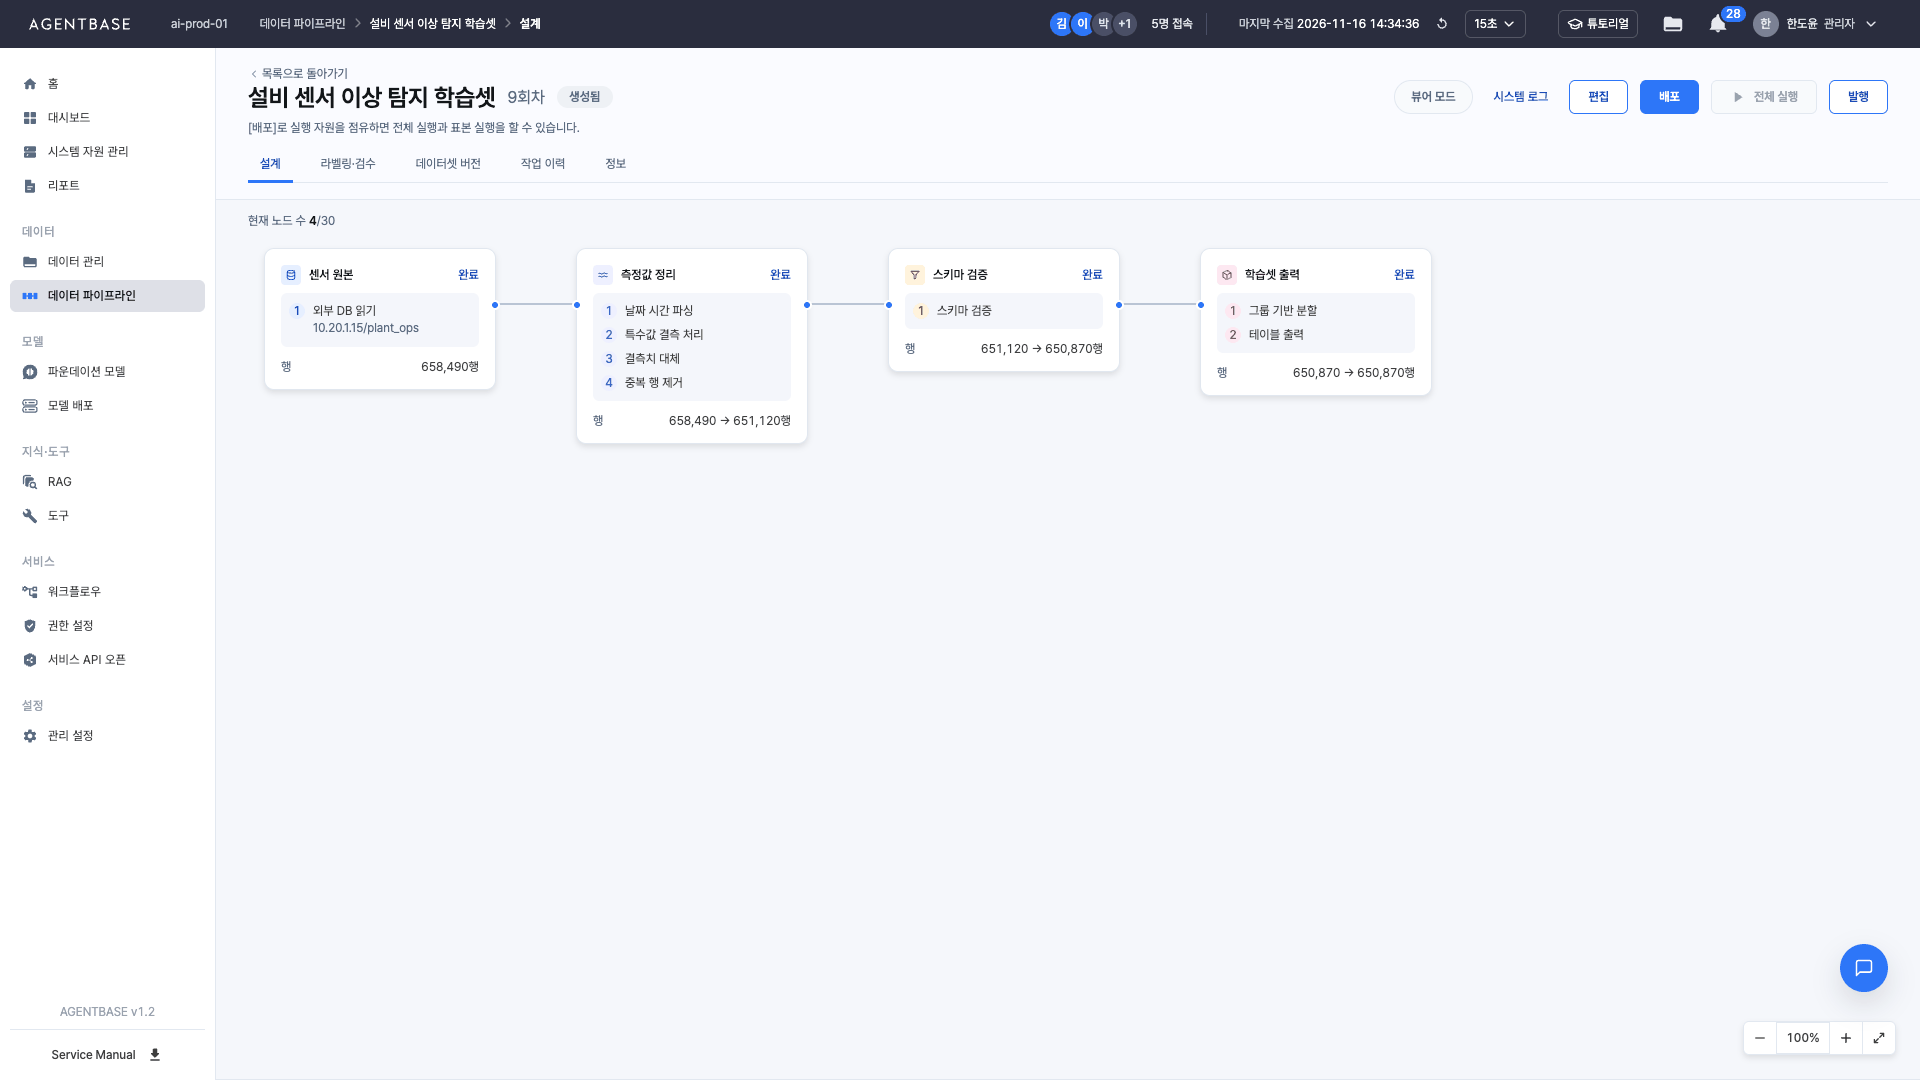 AGENTBASE
ai-prod-01
데이터 파이프라인 > 설비 센서 이상 탐지 학습셋 > 설계
김 이 박 +1 5명 접속
마지막 수집 2026-11-16 14:34:36
15초
튜토리얼
28
한 한도윤 관리자
홈
대시보드
시스템 자원 관리
리포트
데이터
데이터 관리
데이터 파이프라인
모델
파운데이션 모델
모델 배포
지식·도구
RAG
도구
서비스
워크플로우
권한 설정
서비스 API 오픈
설정
관리 설정
AGENTBASE v1.2
Service Manual
목록으로 돌아가기
설비 센서 이상 탐지 학습셋 9회차 생성됨
[배포]로 실행 자원을 점유하면 전체 실행과 표본 실행을 할 수 있습니다.
뷰어 모드
시스템 로그
편집
배포
전체 실행
발행
설계
라벨링·검수
데이터셋 버전
작업 이력
정보
현재 노드 수 4/30
센서 원본 완료
1 외부 DB 읽기
10.20.1.15/plant_ops
행 658,490행
측정값 정리 완료
1 날짜 시간 파싱
2 특수값 결측 처리
3 결측치 대체
4 중복 행 제거
행 658,490 → 651,120행
스키마 검증 완료
1 스키마 검증
행 651,120 → 650,870행
학습셋 출력 완료
1 그룹 기반 분할
2 테이블 출력
행 650,870 → 650,870행
100%